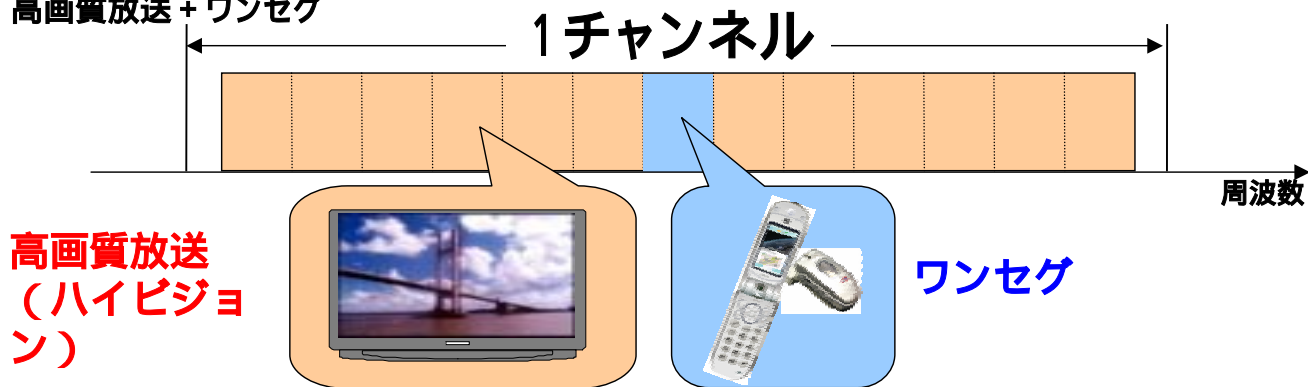 高画質放送+ワンセグ
1チャンネル
周波数
高画質放送
(ハイビジョ
ン)
ワンセグ